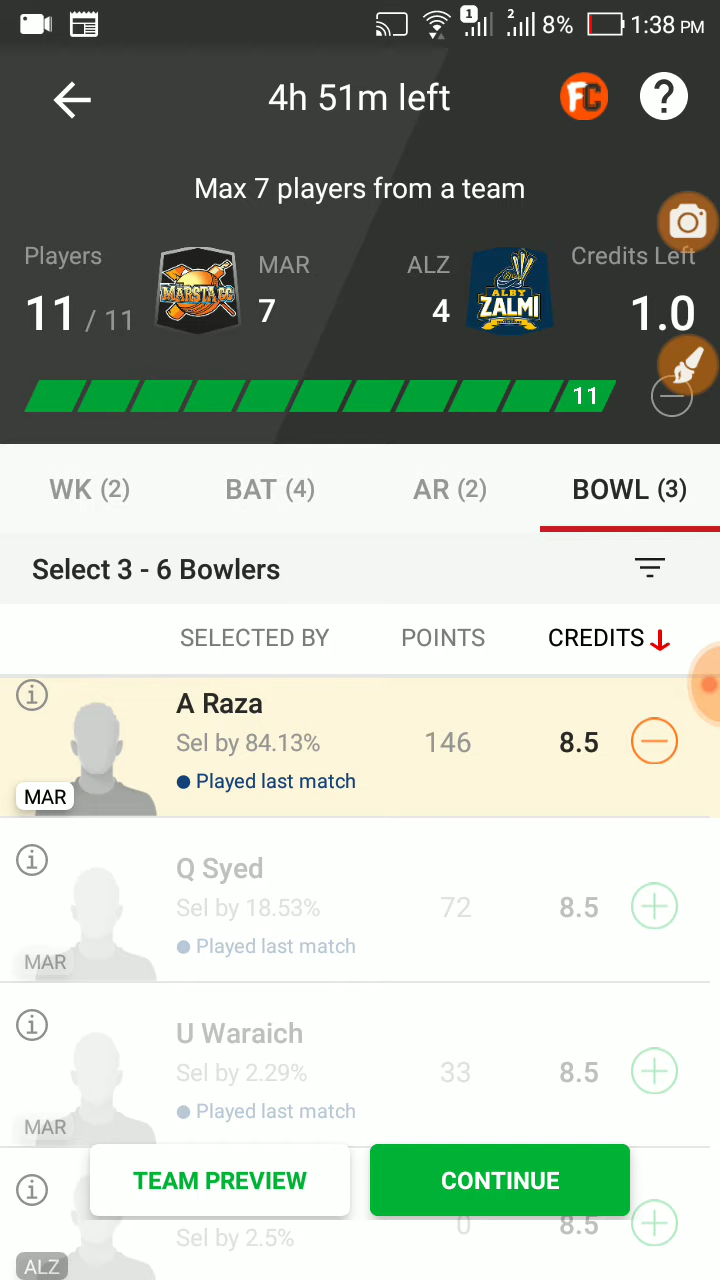 1 2 8% 1:38 PM
4h 51m left FC ?
Max 7 players from a team
Players MAR ALZ Credits Left
11 / 11 MARSTA CC 7 4 ALBY ZALMI 1.0
11
WK (2) BAT (4) AR (2) BOWL (3)
Select 3 - 6 Bowlers
SELECTED BY POINTS CREDITS
i A Raza
Sel by 84.13% 146 8.5
MAR Played last match
i Q Syed
Sel by 18.53% 72 8.5
MAR Played last match
i U Waraich
Sel by 2.29% 33 8.5
MAR Played last match
TEAM PREVIEW CONTINUE
i Sel by 2.5% 0 8.5
ALZ